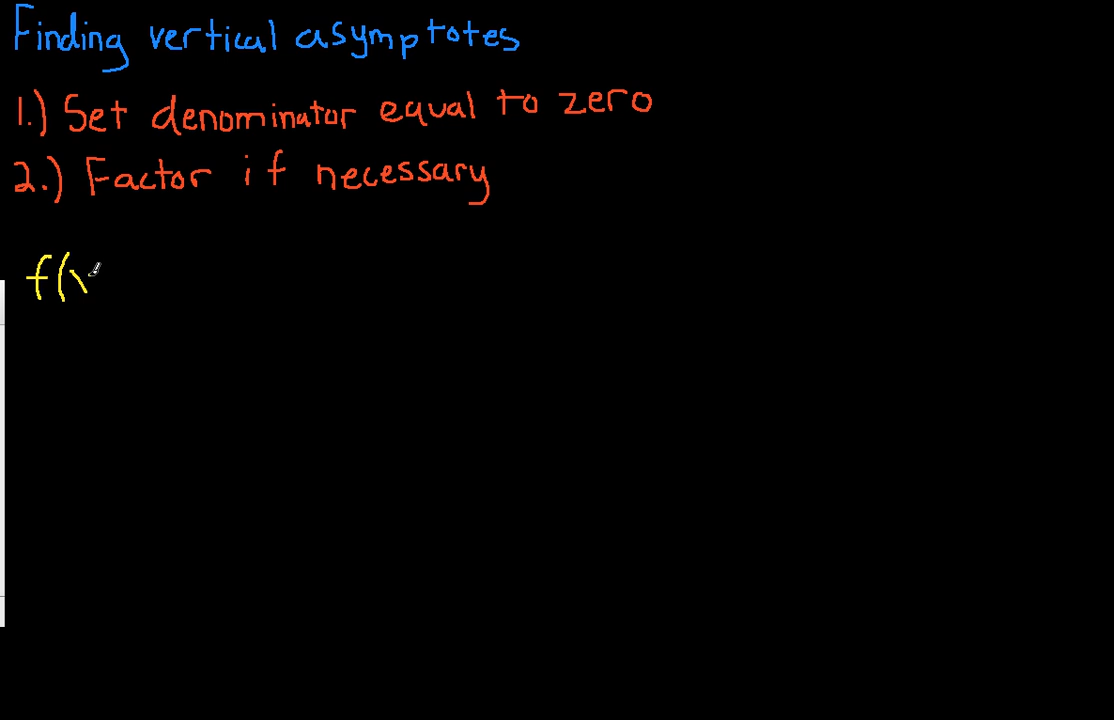 Finding vertical asymptotes
1.) Set denominator equal to zero
2.) Factor if necessary
f(